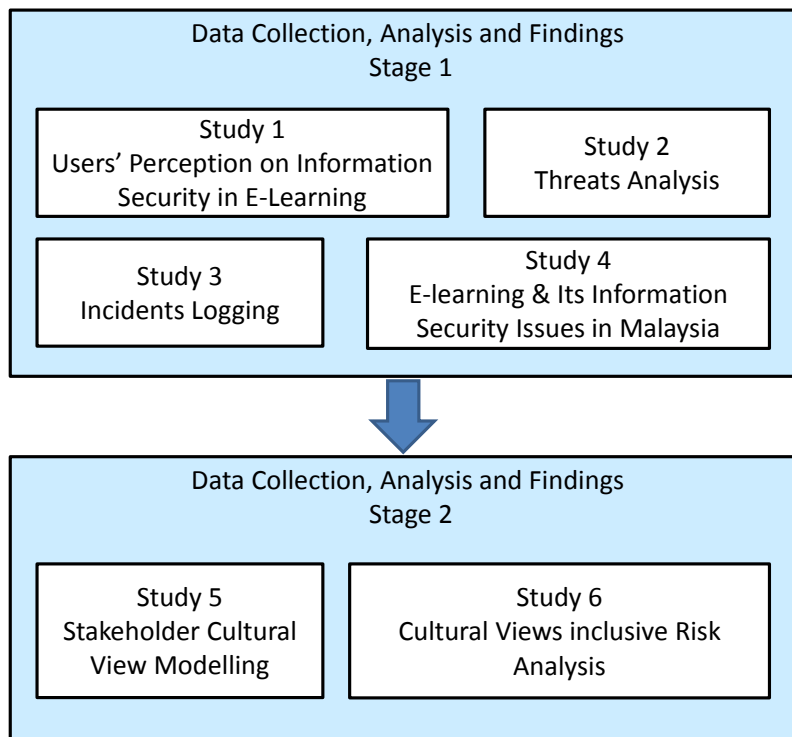 Data Collection, Analysis and Findings
Stage 1
Study 1
Users’ Perception on Information
Security in E-Learning
Study 2
Threats Analysis
Study 3
Incidents Logging
Study 4
E-learning & Its Information
Security Issues in Malaysia
Data Collection, Analysis and Findings
Stage 2
Study 5
Stakeholder Cultural
View Modelling
Study 6
Cultural Views inclusive Risk
Analysis